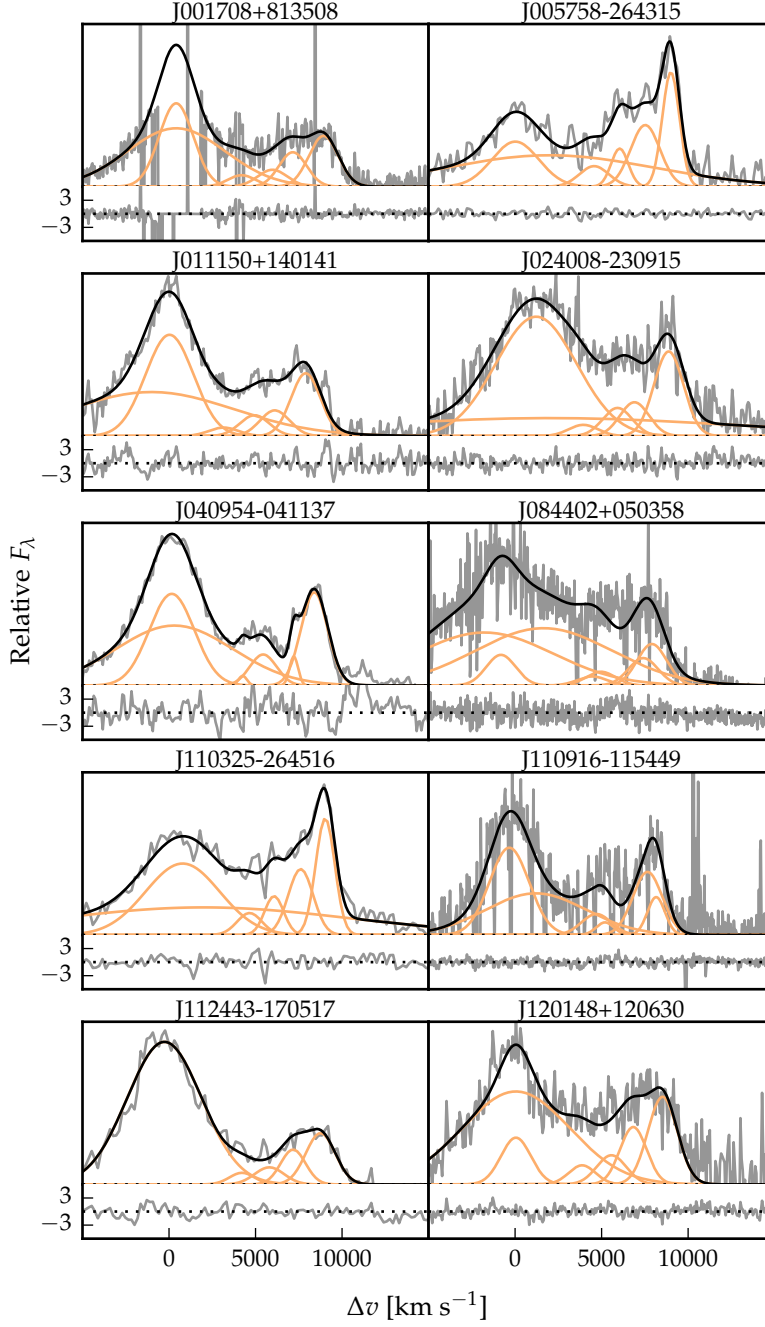 J001708+813508
J005758-264315
3
−3
J011150+140141
J024008-230915
3
−3
J040954-041137
J084402+050358
3
−3
J110325-264516
J110916-115449
3
−3
J112443-170517
J120148+120630
3
−3
0 5000 10000
0 5000 10000
Relative Fλ
Δv [km s⁻¹]